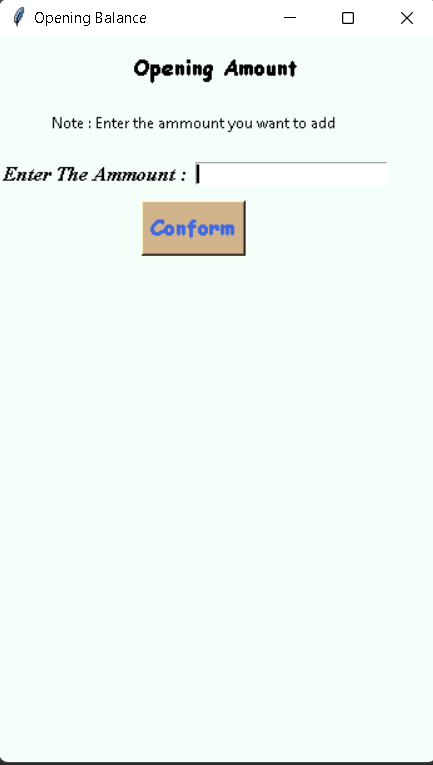 Opening Balance
Opening Amount
Note : Enter the ammount you want to add
Enter The Ammount :
Conform